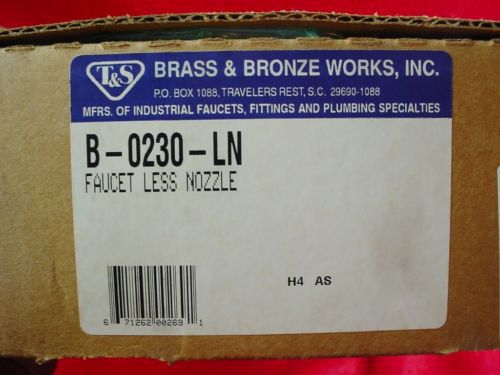 T&S
BRASS & BRONZE WORKS, INC.
P.O. BOX 1088, TRAVELERS REST, S.C. 29690-1088
MFRS. OF INDUSTRIAL FAUCETS, FITTINGS AND PLUMBING SPECIALTIES
B-0230-LN
FAUCET LESS NOZZLE
H4 AS
6 71262 00269 1